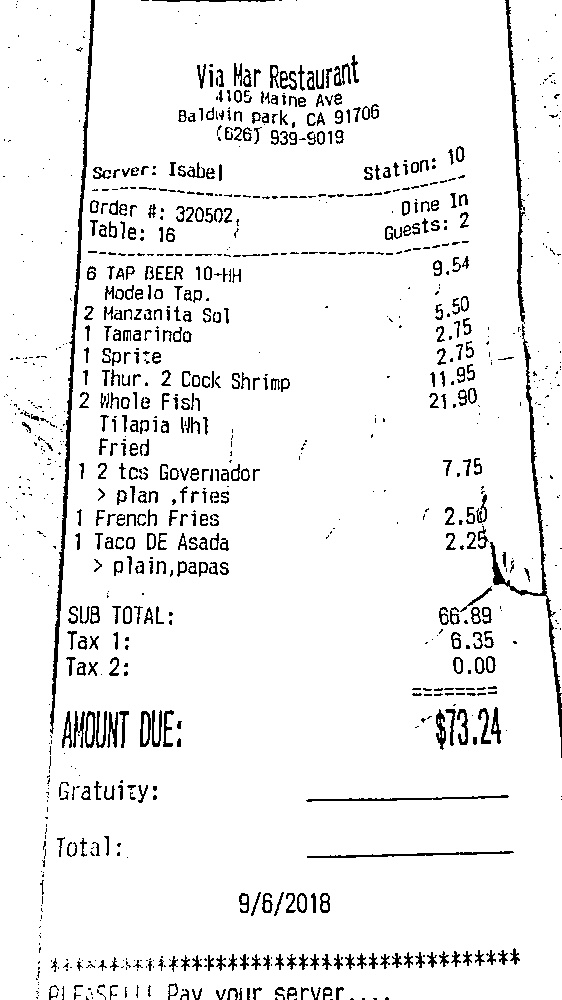 Via Mar Restaurant
4105 Maine Ave
Baldwin park, CA 91706
(626) 939-9019
Server: Isabel Station: 10
Order #: 320502 Dine In
Table: 16 Guests: 2
6 TAP BEER 10-HH 9.54
Modelo Tap.
2 Manzanita Sol 5.50
1 Tamarindo 2.75
1 Sprite 2.75
1 Thur. 2 Cock Shrimp 11.95
2 Whole Fish 21.90
Tilapia Whl
Fried
1 2 tcs Governador 7.75
> plan ,fries
1 French Fries 2.50
1 Taco DE Asada 2.25
> plain,papas
SUB TOTAL: 66.89
Tax 1: 6.35
Tax 2: 0.00
========
AMOUNT DUE: $73.24
Gratuity:
Total:
9/6/2018
****************************************
PLEASE!!! Pay your server....